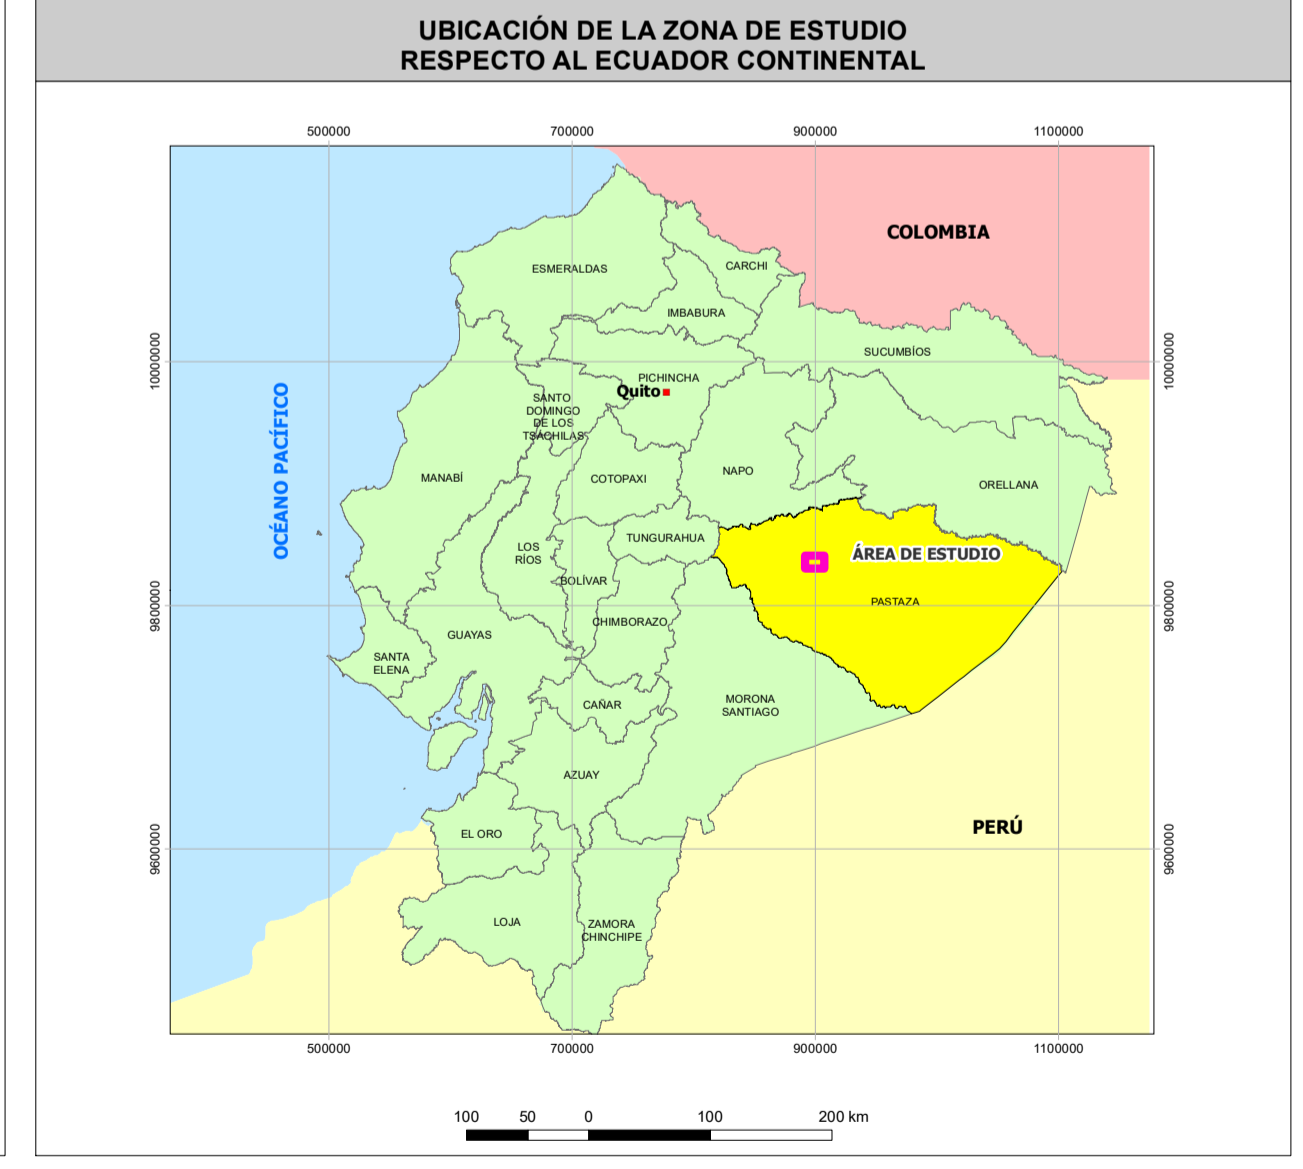 UBICACIÓN DE LA ZONA DE ESTUDIO
RESPECTO AL ECUADOR CONTINENTAL
500000
700000
900000
1100000
COLOMBIA
CARCHI
ESMERALDAS
IMBABURA
SUCUMBÍOS
10000000
10000000
PICHINCHA
Quito
SANTO
DOMINGO
DE LOS
TSÁCHILAS
OCÉANO PACÍFICO
MANABÍ
COTOPAXI
NAPO
ORELLANA
TUNGURAHUA
LOS
RÍOS
ÁREA DE ESTUDIO
BOLÍVAR
PASTAZA
9800000
9800000
CHIMBORAZO
GUAYAS
SANTA
ELENA
MORONA
SANTIAGO
CAÑAR
AZUAY
PERÚ
EL ORO
9600000
9600000
LOJA
ZAMORA
CHINCHIPE
500000
700000
900000
1100000
100
50
0
100
200 km